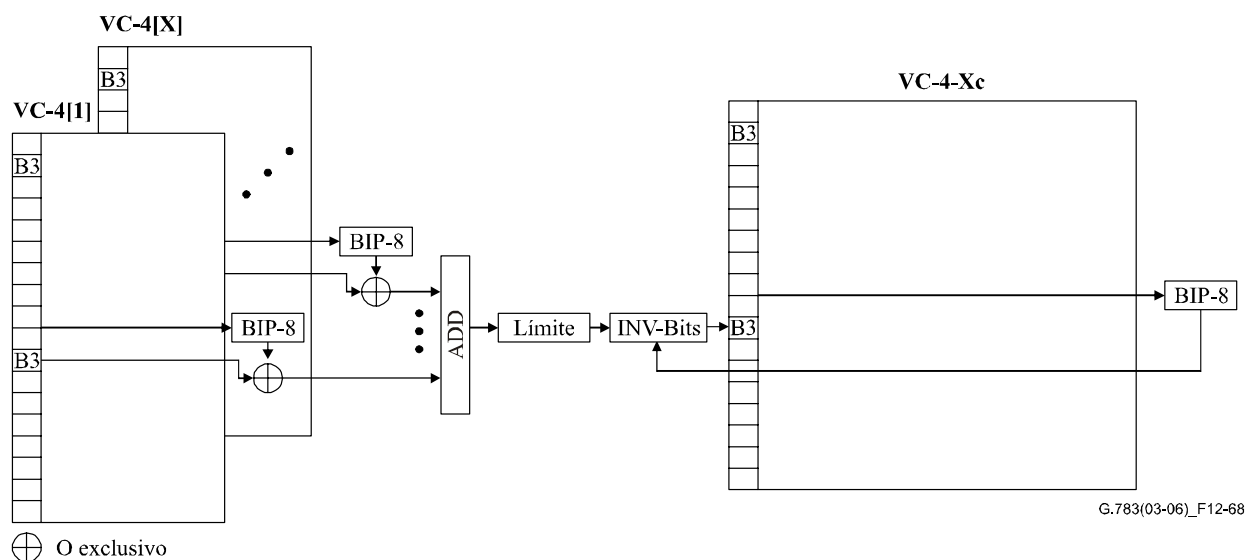 VC-4[X]
B3
VC-4[1]
B3
VC-4-Xc
B3
BIP-8
BIP-8
BIP-8
B3
ADD
Límite
INV-Bits
B3
G.783(03-06)_F12-68
O exclusivo